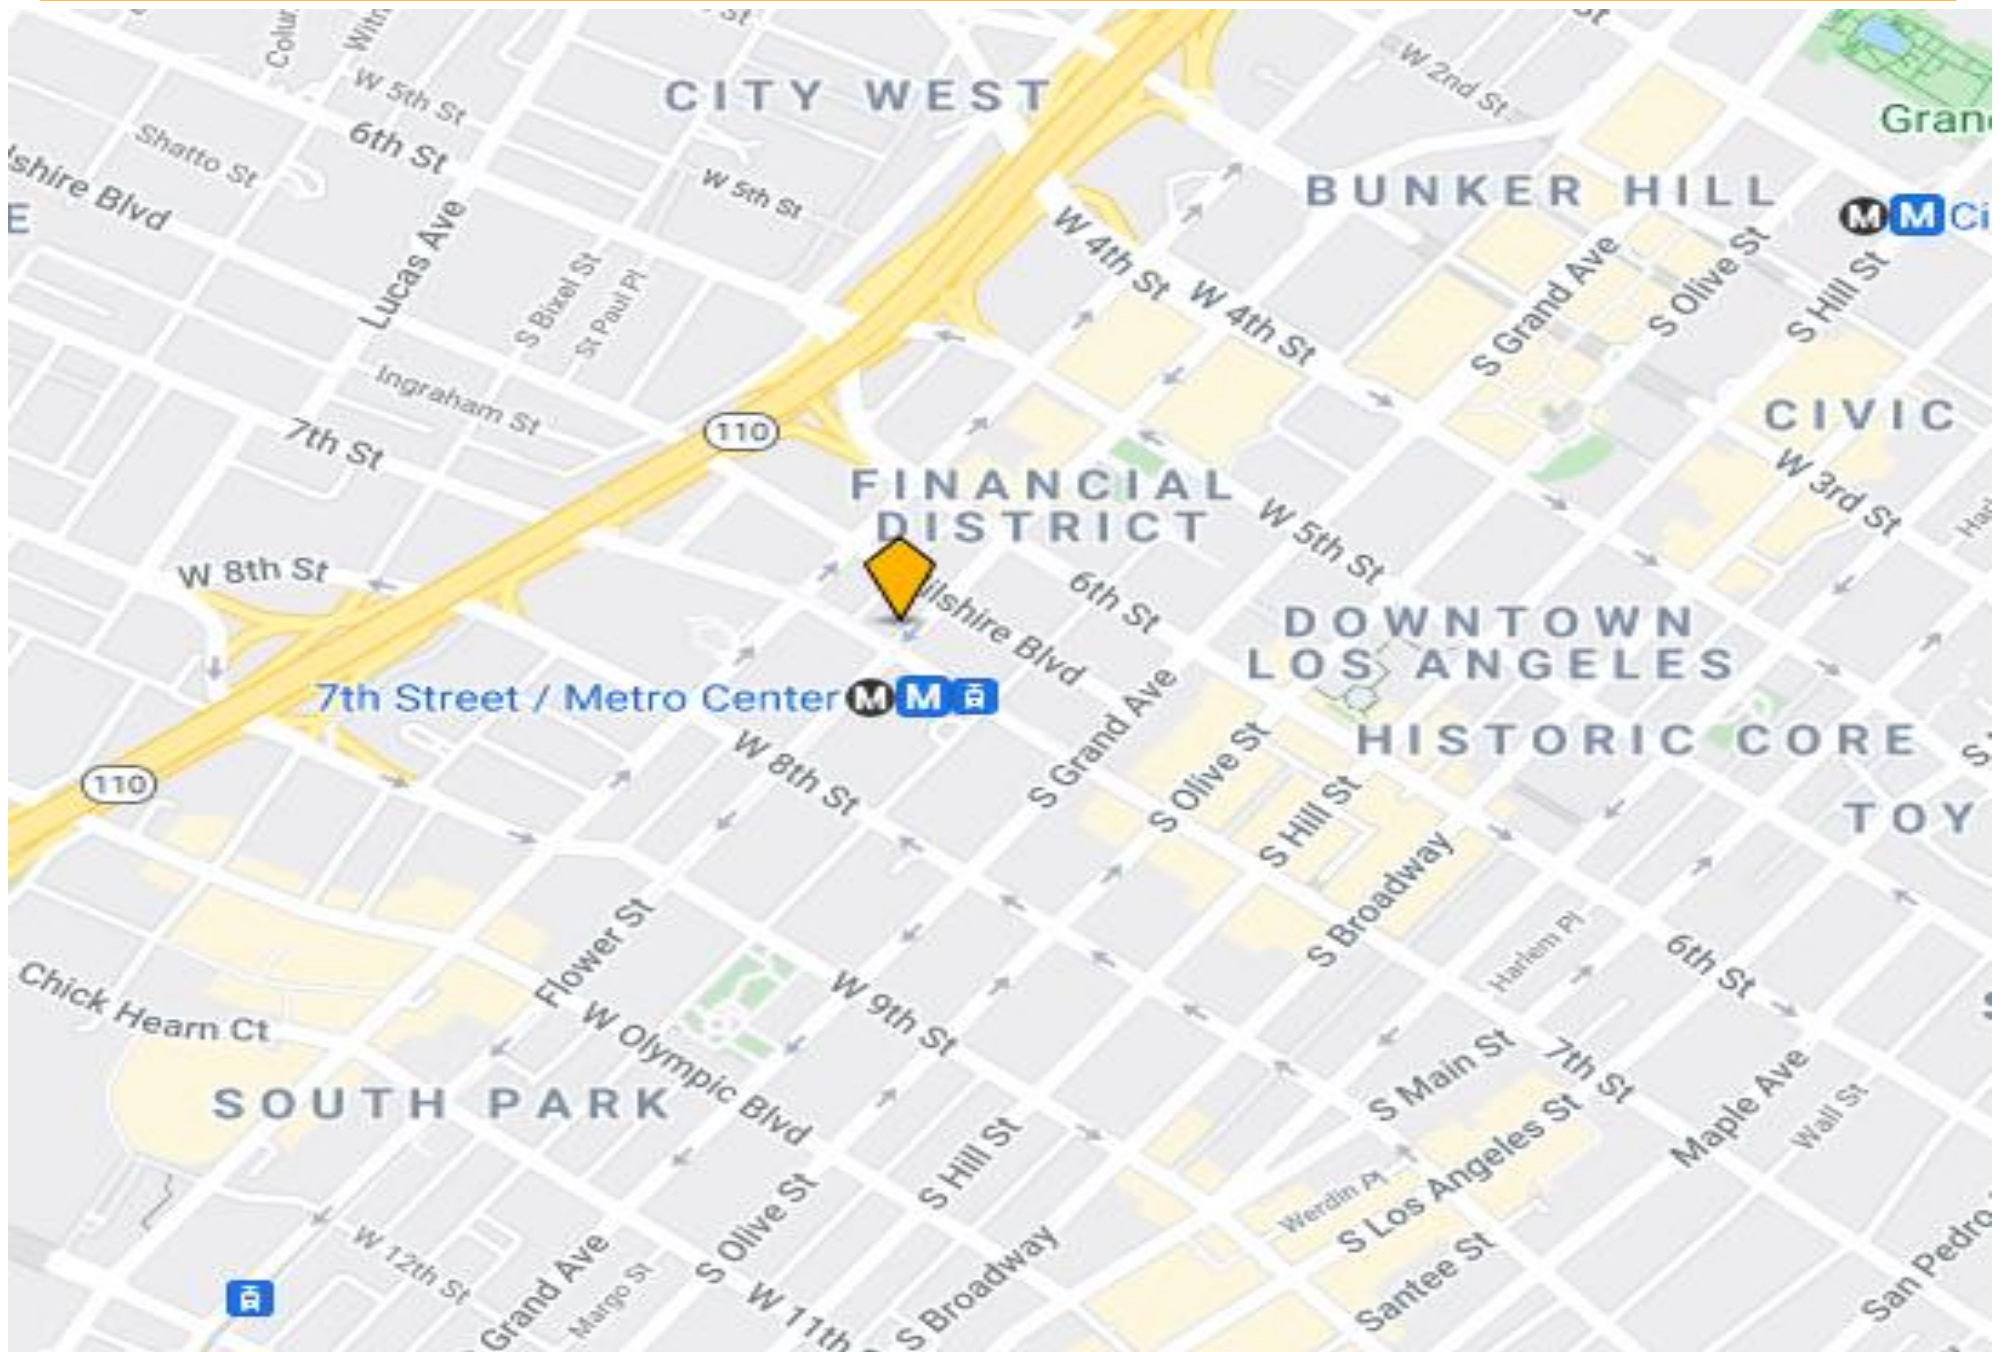 W 5th St
6th St
CITY WEST
W 2nd St
Shatto St
lshire Blvd
W 5th St
BUNKER HILL
Lucas Ave
S Bixel St
St Paul Pl
W 4th St
W 4th St
S Grand Ave
S Olive St
S Hill St
M M Ci
E
Gran
Ingraham St
7th St
110
CIVIC
W 3rd St
FINANCIAL
DISTRICT
W 5th St
W 8th St
ilshire Blvd
6th St
DOWNTOWN
LOS ANGELES
7th Street / Metro Center M M
HISTORIC CORE
110
W 8th St
S Grand Ave
S Olive St
S Hill St
S Broadway
TOY
Flower St
Harlem Pl
6th St
Chick Hearn Ct
W Olympic Blvd
W 9th St
SOUTH PARK
S Main St
7th St
Maple Ave
Wall St
S Hill St
S Olive St
Werdin Pl
S Los Angeles St
Santee St
San Pedro
W 12th St
Grand Ave
Margo St
W 11th
S Broadway